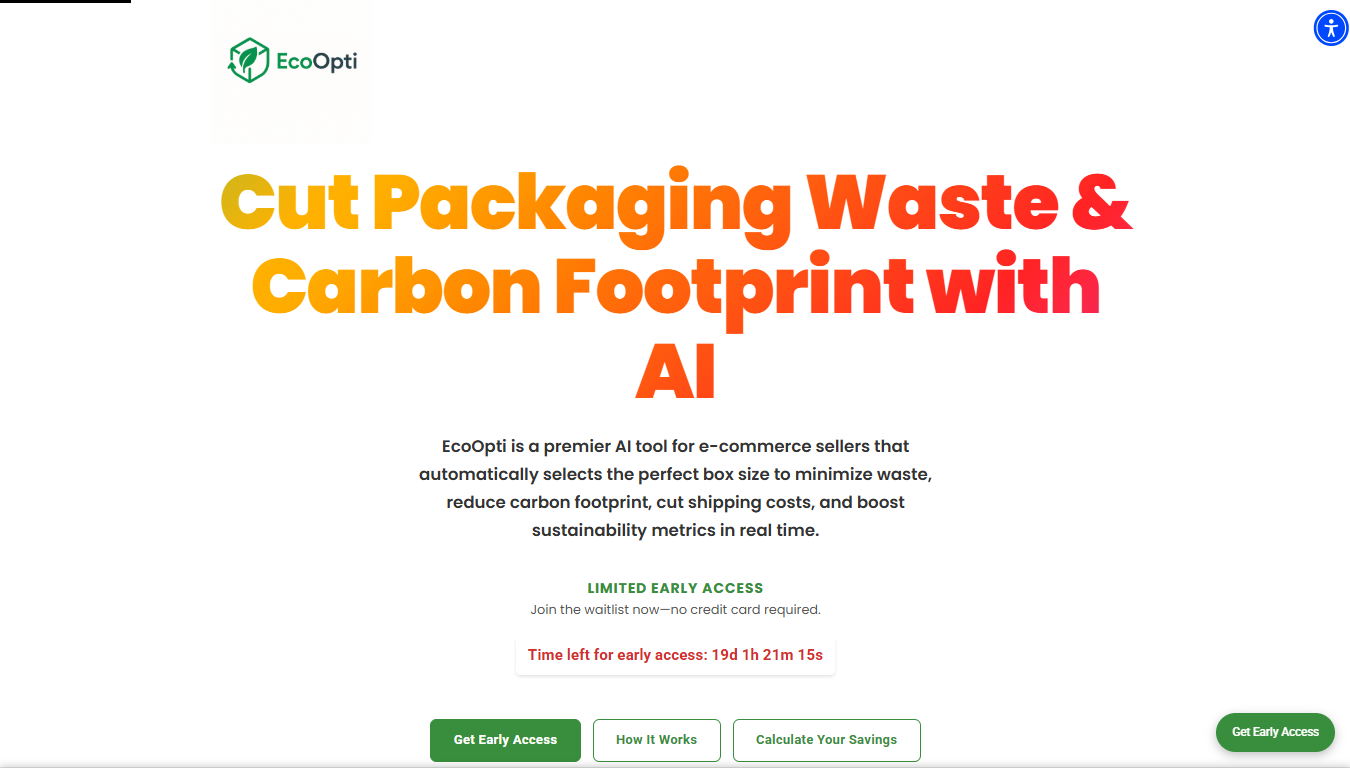 EcoOpti
Cut Packaging Waste &
Carbon Footprint with
AI
EcoOpti is a premier AI tool for e-commerce sellers that
automatically selects the perfect box size to minimize waste,
reduce carbon footprint, cut shipping costs, and boost
sustainability metrics in real time.
LIMITED EARLY ACCESS
Join the waitlist now—no credit card required.
Time left for early access: 19d 1h 21m 15s
Get Early Access
How It Works
Calculate Your Savings
Get Early Access